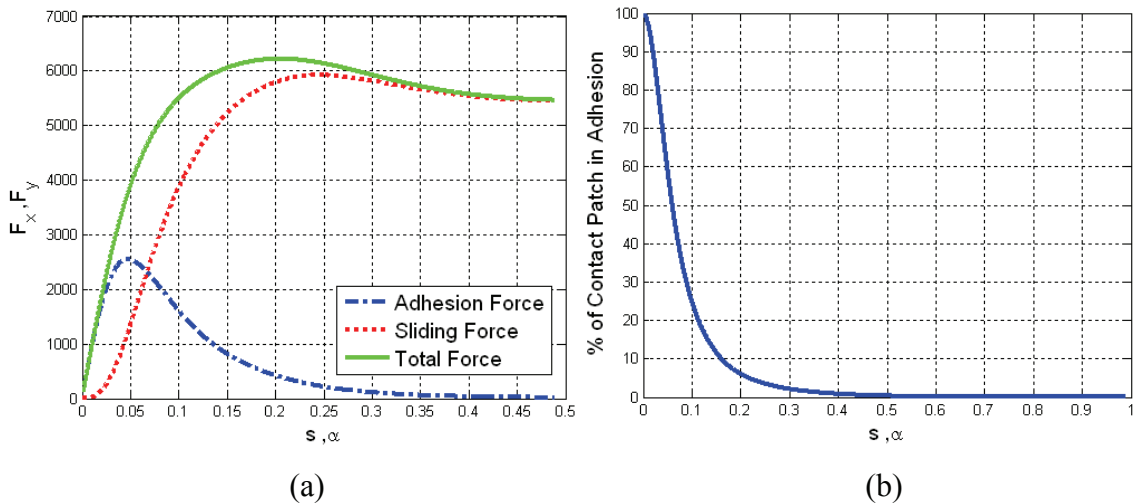 7000
6000
5000
4000
3000
2000
1000
0
F_x ,F_y
0 0.05 0.1 0.15 0.2 0.25 0.3 0.35 0.4 0.45 0.5
s ,α
Adhesion Force
Sliding Force
Total Force
(a)
100
90
80
70
60
50
40
30
20
10
0
% of Contact Patch in Adhesion
0 0.1 0.2 0.3 0.4 0.5 0.6 0.7 0.8 0.9 1
s ,α
(b)